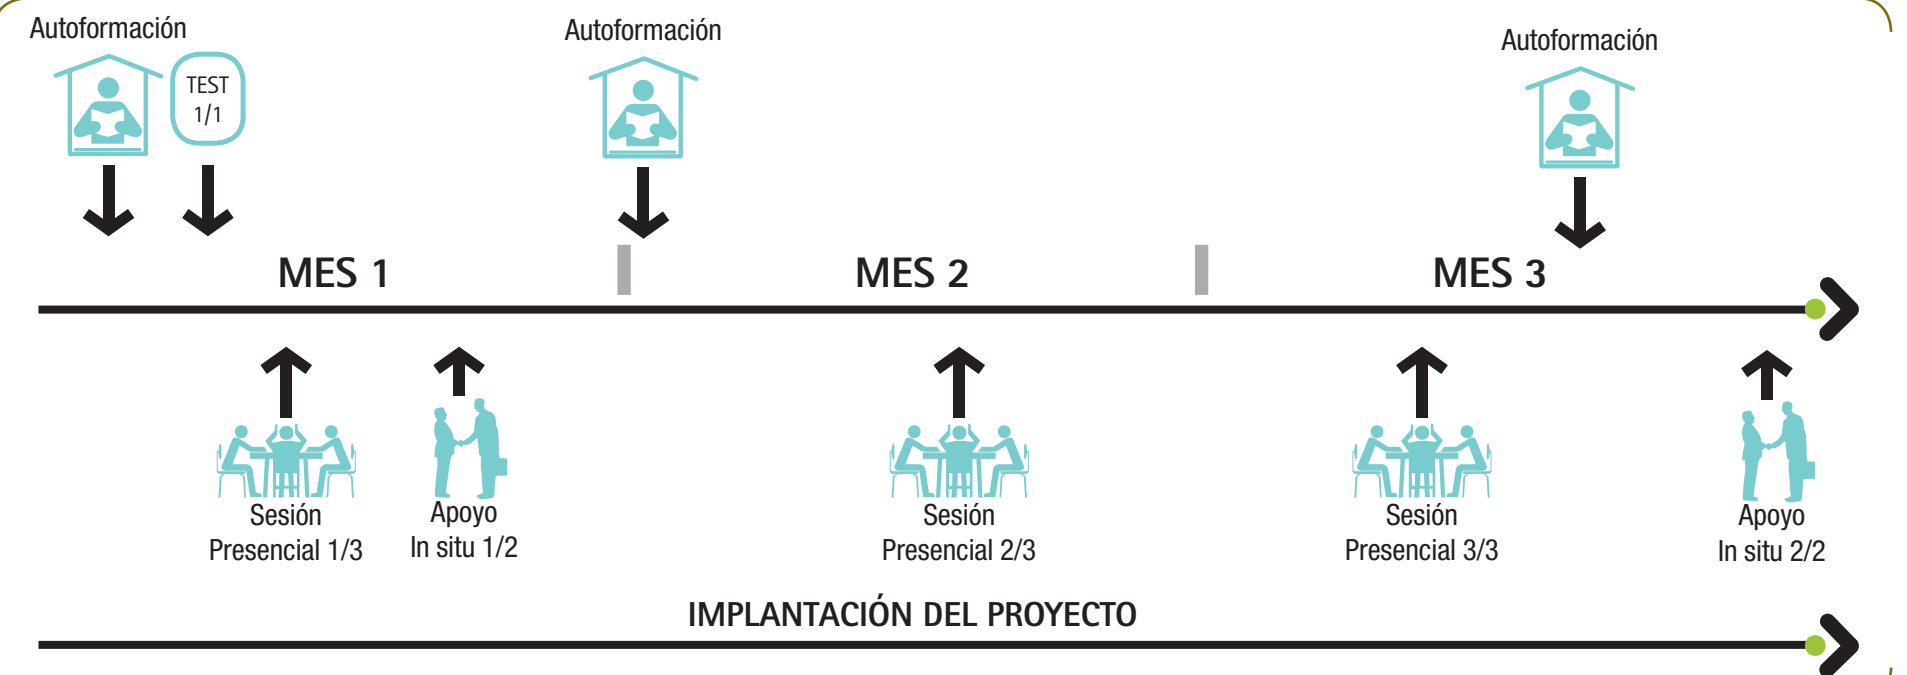 Autoformación
TEST
1/1
Autoformación
Autoformación
MES 1
MES 2
MES 3
Sesión
Presencial 1/3
Apoyo
In situ 1/2
Sesión
Presencial 2/3
Sesión
Presencial 3/3
Apoyo
In situ 2/2
IMPLANTACIÓN DEL PROYECTO